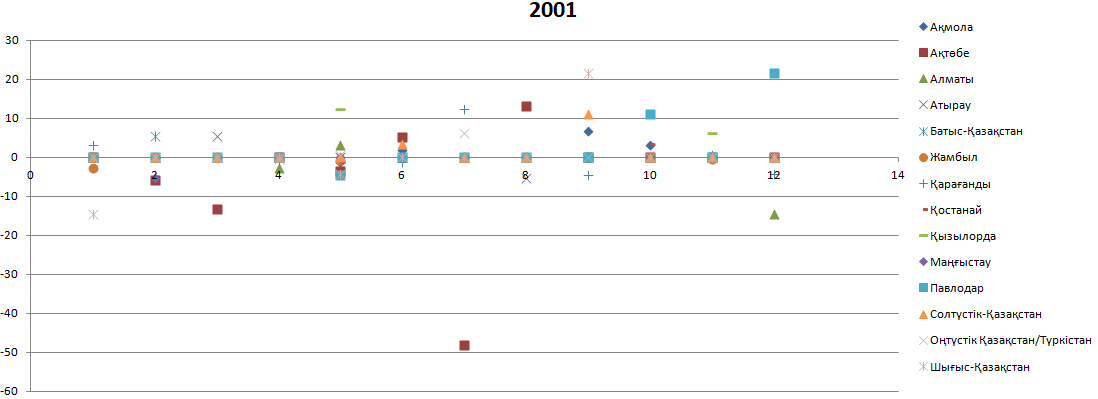 2001
30
20
10
0
-10
-20
-30
-40
-50
-60
0 2 4 6 8 10 12 14
Ақмола
Ақтөбе
Алматы
Атырау
Батыс-Қазақстан
Жамбыл
Қарағанды
Қостанай
Қызылорда
Маңғыстау
Павлодар
Солтүстік-Қазақстан
Оңтүстік Қазақстан/Түркістан
Шығыс-Қазақстан